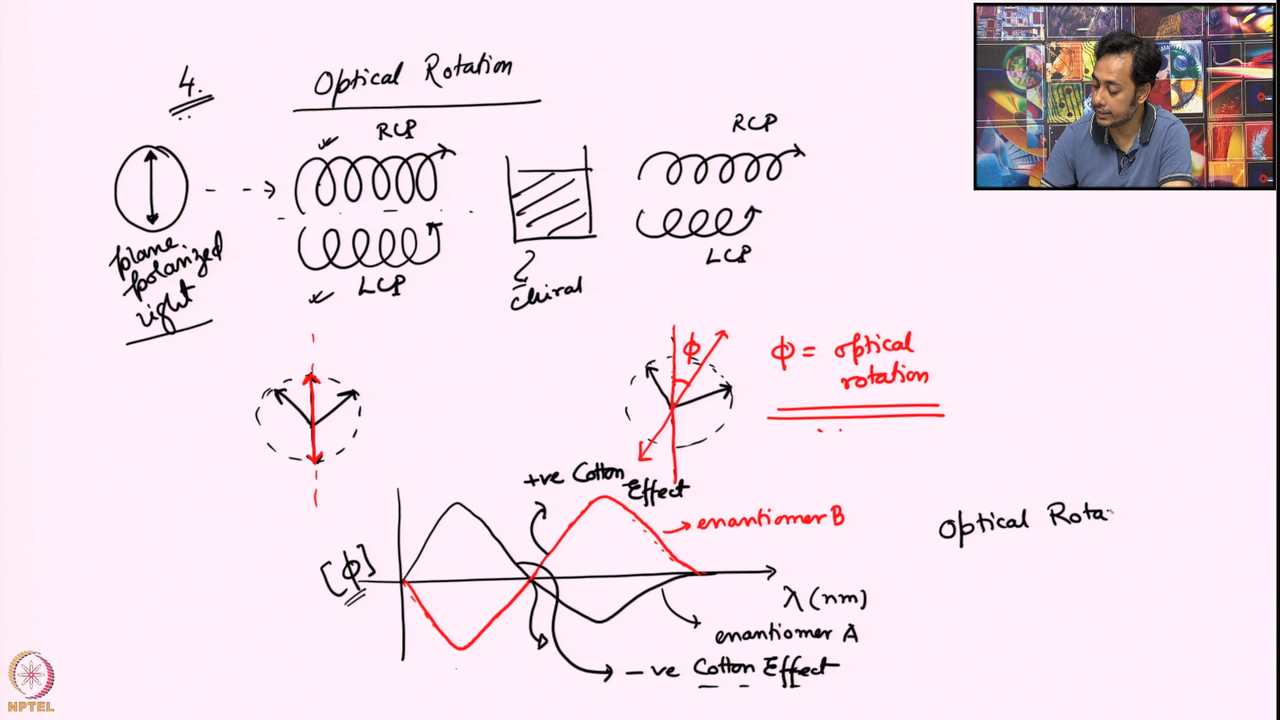 4.
Optical Rotation
RCP
RCP
plane
polarized
light
LCP
chiral
LCP
ϕ
ϕ = optical
rotation
+ve Cotton
Effect
enantiomer B
Optical Rota
[ϕ]
λ (nm)
enantiomer A
-ve Cotton Effect
NPTEL